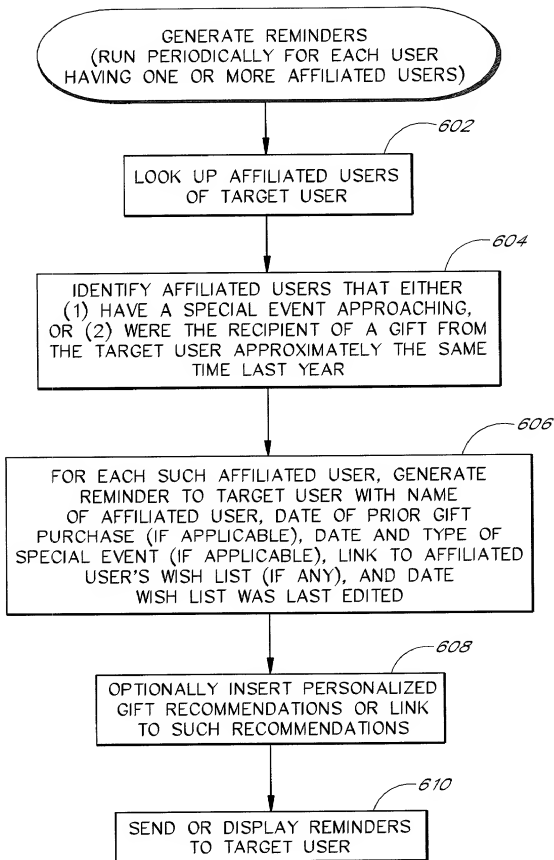 GENERATE REMINDERS
(RUN PERIODICALLY FOR EACH USER
HAVING ONE OR MORE AFFILIATED USERS)
602
LOOK UP AFFILIATED USERS
OF TARGET USER
604
IDENTIFY AFFILIATED USERS THAT EITHER
(1) HAVE A SPECIAL EVENT APPROACHING,
OR (2) WERE THE RECIPIENT OF A GIFT FROM
THE TARGET USER APPROXIMATELY THE SAME
TIME LAST YEAR
606
FOR EACH SUCH AFFILIATED USER, GENERATE
REMINDER TO TARGET USER WITH NAME
OF AFFILIATED USER, DATE OF PRIOR GIFT
PURCHASE (IF APPLICABLE), DATE AND TYPE OF
SPECIAL EVENT (IF APPLICABLE), LINK TO AFFILIATED
USER'S WISH LIST (IF ANY), AND DATE
WISH LIST WAS LAST EDITED
608
OPTIONALLY INSERT PERSONALIZED
GIFT RECOMMENDATIONS OR LINK
TO SUCH RECOMMENDATIONS
610
SEND OR DISPLAY REMINDERS
TO TARGET USER